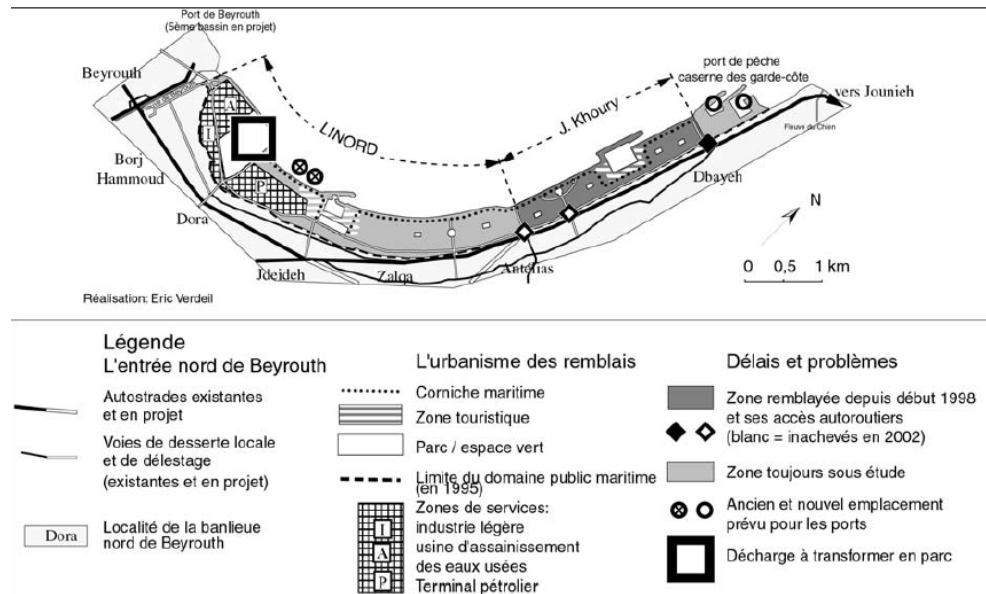 Port de Beyrouth
(5ème bassin en projet)
Beyrouth
port de pêche
caserne des garde-côte
vers Jounieh
Fleuve du Chien
LINORD
J. Khoury
A
I
P
Borj
Hammoud
Dora
Dbayeh
N
Jdeideh
Zalqa
Antélias
0 0,5 1 km
Réalisation: Eric Verdeil
Légende
L'entrée nord de Beyrouth
Autostrades existantes
et en projet
Voies de desserte locale
et de délestage
(existantes et en projet)
Dora
Localité de la banlieue
nord de Beyrouth
L'urbanisme des remblais
Corniche maritime
Zone touristique
Parc / espace vert
Limite du domaine public maritime
(en 1995)
Zones de services:
I
industrie légère
A
usine d'assainissement
des eaux usées
P
Terminal pétrolier
Délais et problèmes
Zone remblayée depuis début 1998
et ses accès autoroutiers
(blanc = inachevés en 2002)
Zone toujours sous étude
Ancien et nouvel emplacement
prévu pour les ports
Décharge à transformer en parc